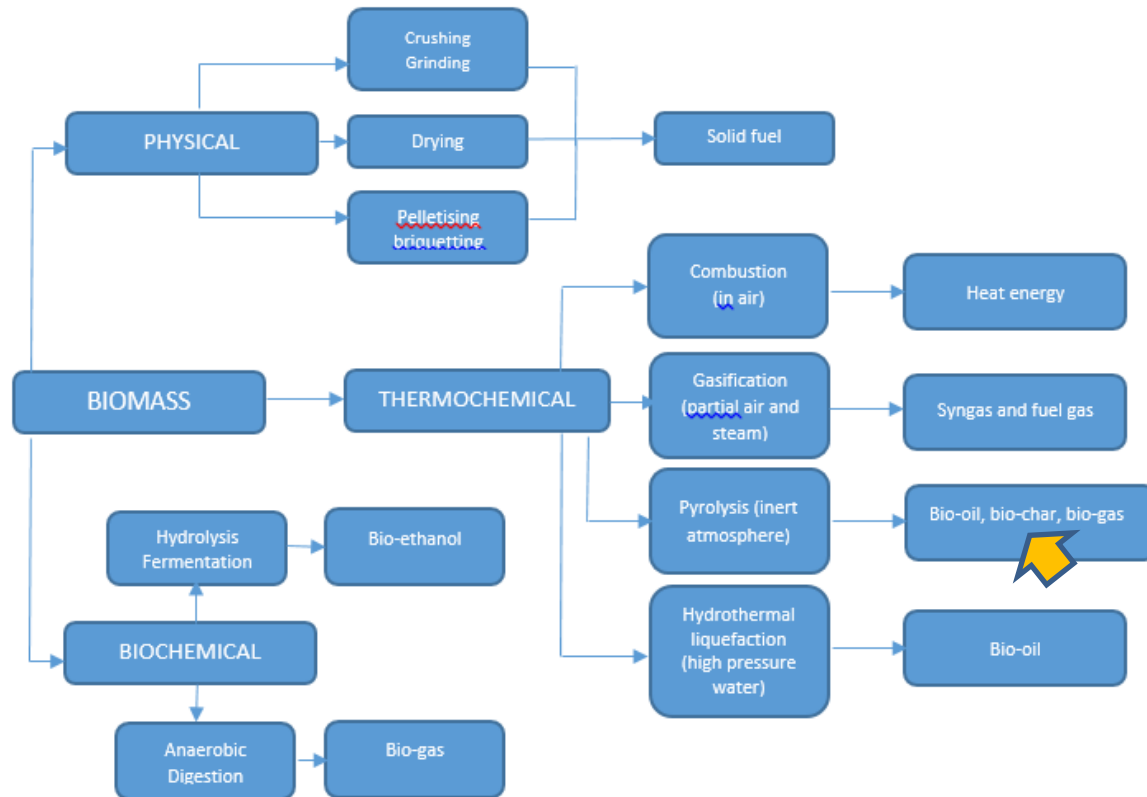 Crushing
Grinding
PHYSICAL
Drying
Solid fuel
Pelletising
briquetting
Combustion
(in air)
Heat energy
BIOMASS
THERMOCHEMICAL
Gasification
(partial air and
steam)
Syngas and fuel gas
Pyrolysis (inert
atmosphere)
Bio-oil, bio-char, bio-gas
Hydrolysis
Fermentation
Bio-ethanol
BIOCHEMICAL
Hydrothermal
liquefaction
(high pressure
water)
Bio-oil
Anaerobic
Digestion
Bio-gas